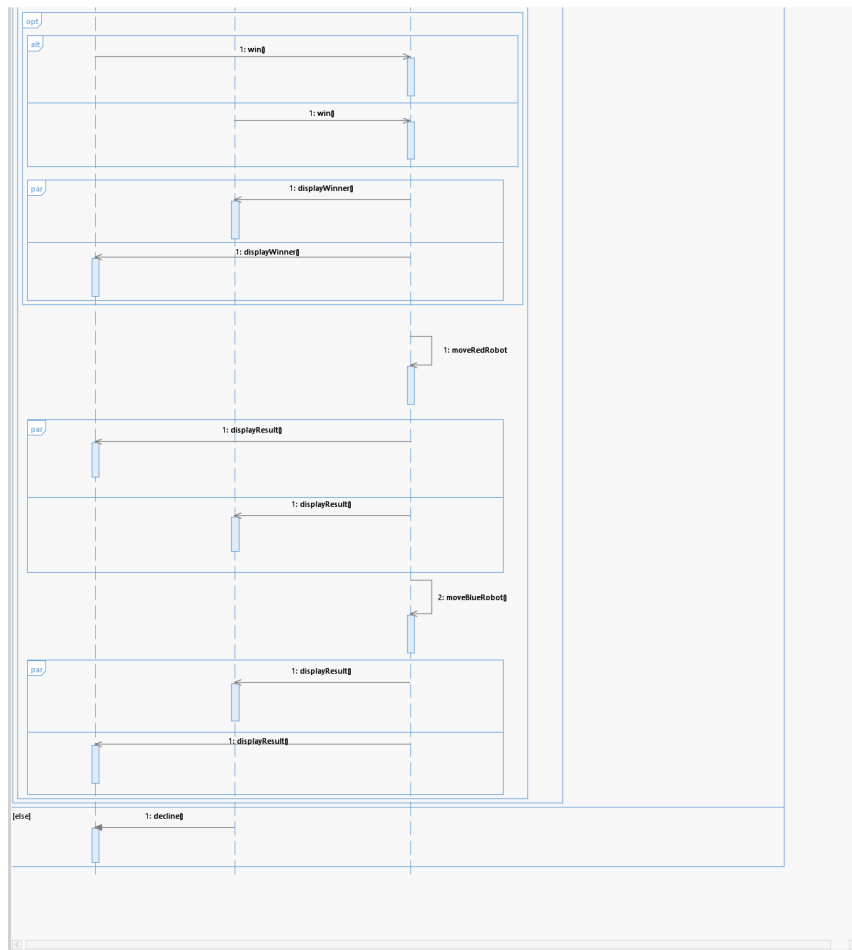 opt
alt
1: win()
1: win()
par
1: displayWinner()
1: displayWinner()
1: moveRedRobot
par
1: displayResult()
1: displayResult()
2: moveBlueRobot()
par
1: displayResult()
1: displayResult()
[else]
1: decline()